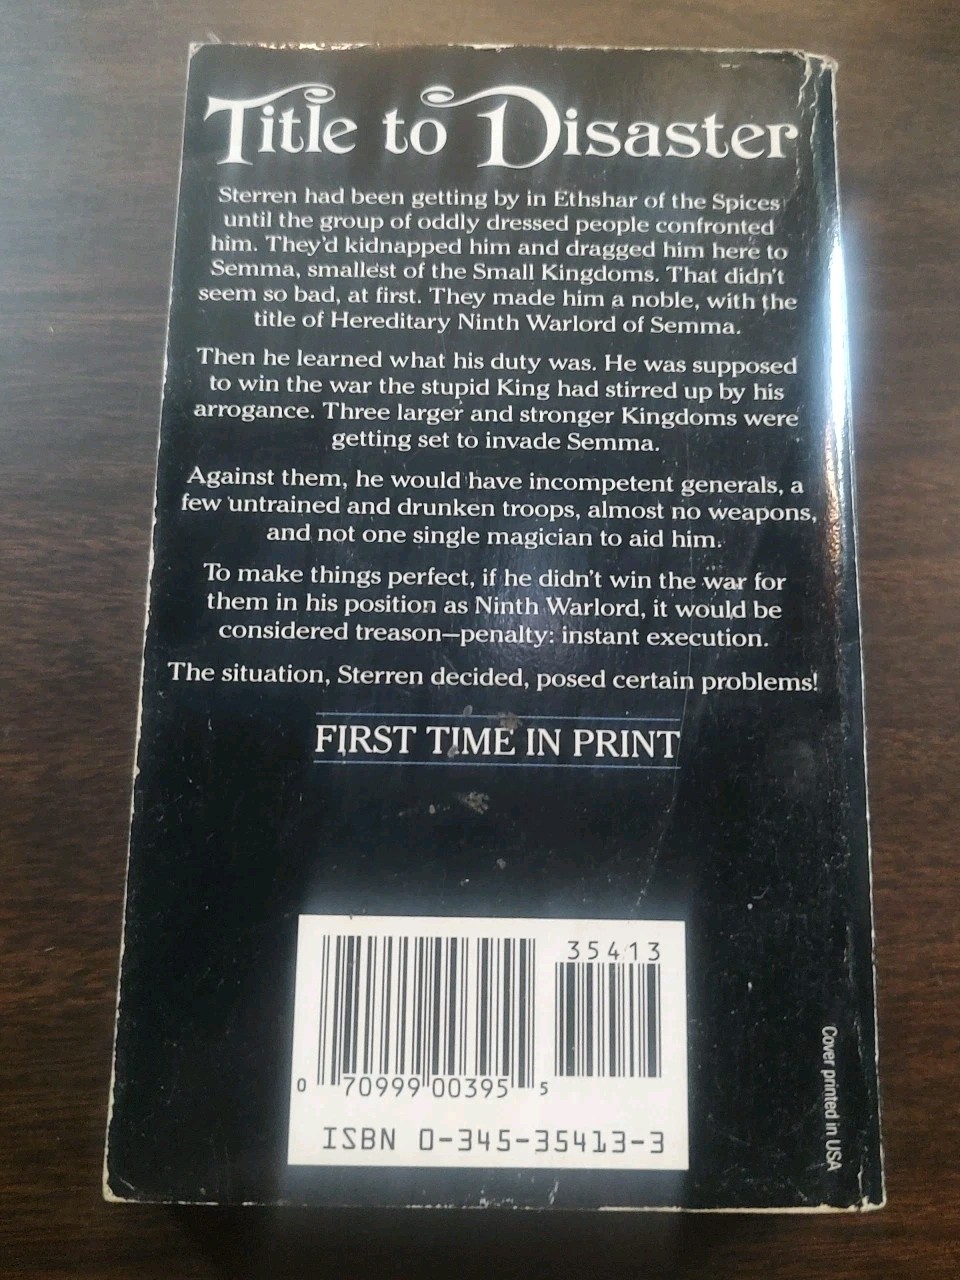 Title to Disaster
Sterren had been getting by in Ethshar of the Spices
until the group of oddly dressed people confronted
him. They'd kidnapped him and dragged him here to
Semma, smallest of the Small Kingdoms. That didn't
seem so bad, at first. They made him a noble, with the
title of Hereditary Ninth Warlord of Semma.
Then he learned what his duty was. He was supposed
to win the war the stupid King had stirred up by his
arrogance. Three larger and stronger Kingdoms were
getting set to invade Semma.
Against them, he would have incompetent generals, a
few untrained and drunken troops, almost no weapons,
and not one single magician to aid him.
To make things perfect, if he didn't win the war for
them in his position as Ninth Warlord, it would be
considered treason—penalty: instant execution.
The situation, Sterren decided, posed certain problems!
FIRST TIME IN PRINT
35413
0 70999 00395 5
ISBN 0-345-35413-3
Cover printed in USA